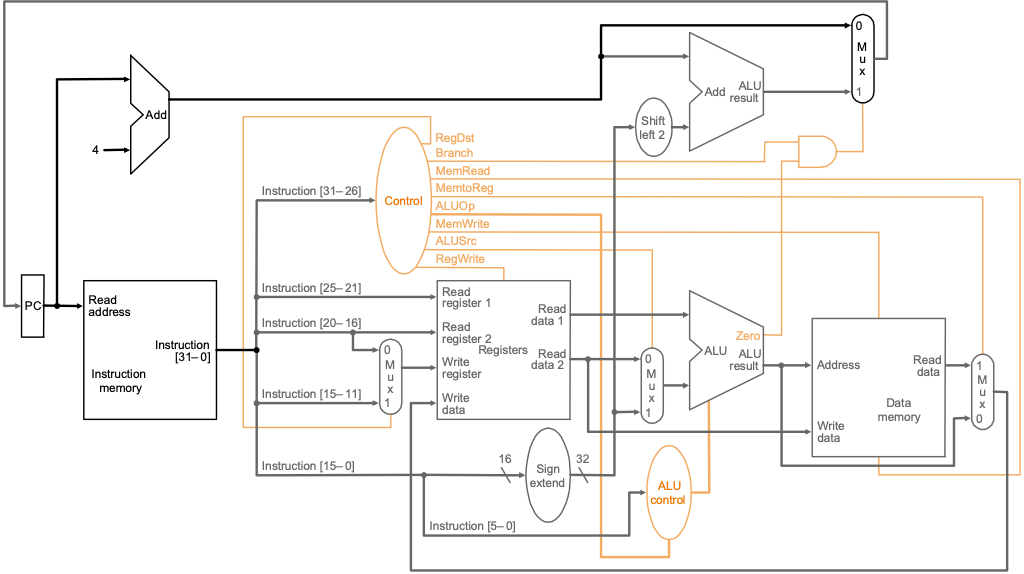 0
M
u
x
1
Add
ALU
result
Add
Shift
left 2
4
RegDst
Branch
MemRead
MemtoReg
ALUOp
MemWrite
ALUSrc
RegWrite
Control
Instruction [31–26]
Instruction [25–21]
Instruction [20–16]
Instruction [15–11]
Instruction [15–0]
Instruction [5–0]
PC
Read
address
Instruction
[31–0]
Instruction
memory
0
M
u
x
1
Read
register 1
Read
register 2
Write
register
Write
data
Registers
Read
data 1
Read
data 2
0
M
u
x
1
Zero
ALU
ALU
result
Address
Write
data
Read
data
Data
memory
1
M
u
x
0
16
Sign
extend
32
ALU
control